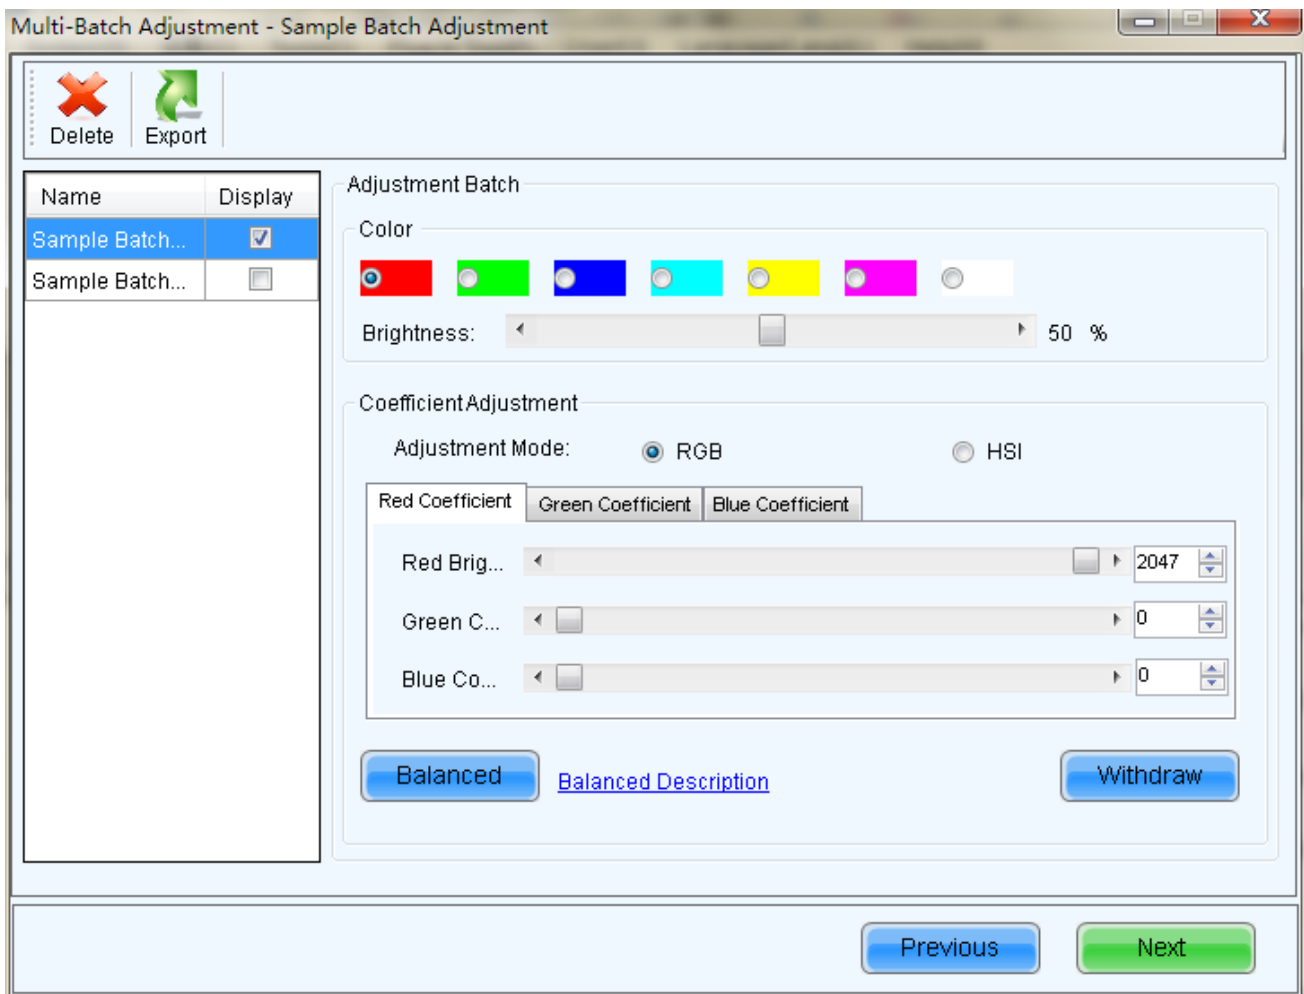 Multi-Batch Adjustment - Sample Batch Adjustment
Delete Export
Name Display
Sample Batch...
Sample Batch...
Adjustment Batch
Color
Brightness: 50 %
Coefficient Adjustment
Adjustment Mode: RGB HSI
Red Coefficient Green Coefficient Blue Coefficient
Red Brig... 2047
Green C... 0
Blue Co... 0
Balanced Balanced Description Withdraw
Previous Next